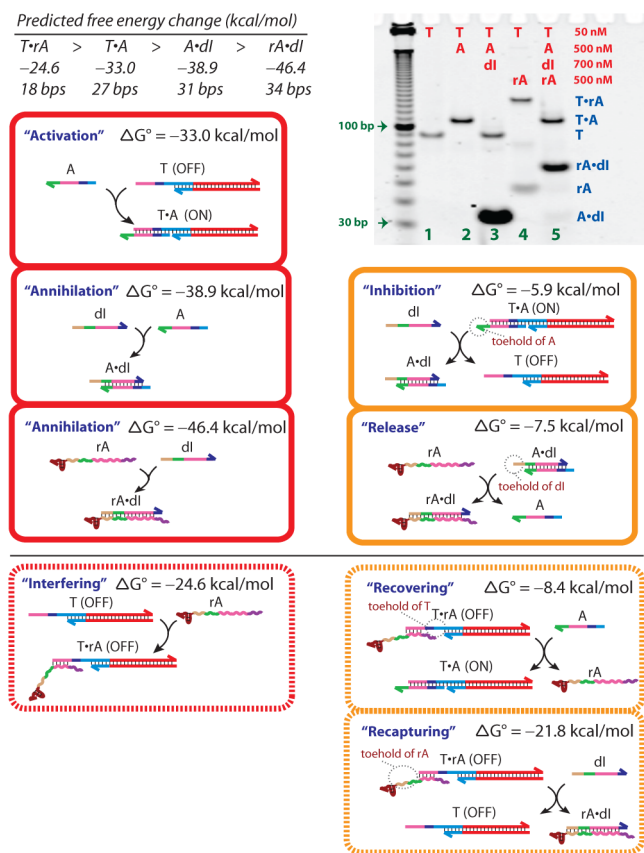 Predicted free energy change (kcal/mol)
T•rA > T•A > A•dI > rA•dI
−24.6 −33.0 −38.9 −46.4
18 bps 27 bps 31 bps 34 bps
T T T T T 50 nM
A A A 500 nM
dI dI 700 nM
rA rA 500 nM
T•rA
T•A
100 bp
T
rA•dI
rA
A•dI
30 bp
1 2 3 4 5
"Activation" ΔG° = −33.0 kcal/mol
A T (OFF)
T•A (ON)
"Annihilation" ΔG° = −38.9 kcal/mol
dI A
A•dI
"Inhibition" ΔG° = −5.9 kcal/mol
T•A (ON)
dI
toehold of A
A•dI T (OFF)
"Annihilation" ΔG° = −46.4 kcal/mol
rA dI
rA•dI
"Release" ΔG° = −7.5 kcal/mol
rA A•dI
toehold of dI
rA•dI A
"Interfering" ΔG° = −24.6 kcal/mol
T (OFF) rA
T•rA (OFF)
"Recovering" ΔG° = −8.4 kcal/mol
toehold of T
T•rA (OFF) A
T•A (ON) rA
"Recapturing" ΔG° = −21.8 kcal/mol
toehold of rA
T•rA (OFF) dI
T (OFF) rA•dI